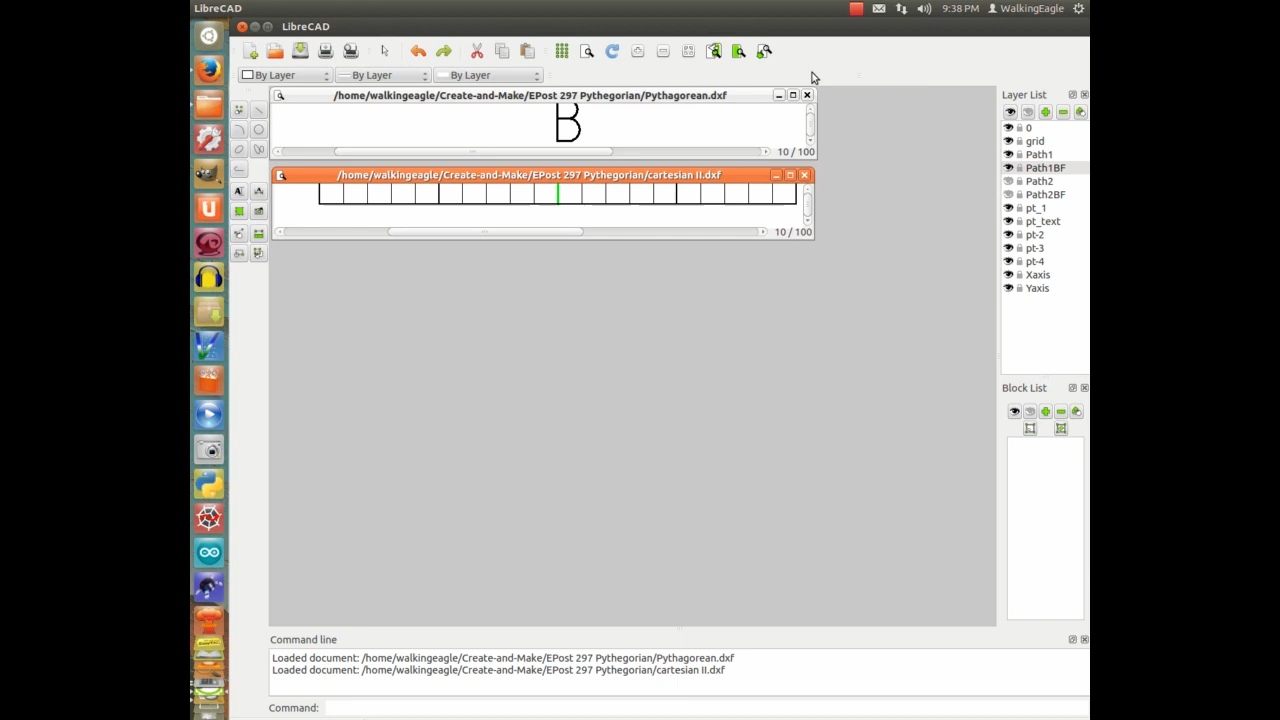 LibreCAD
9:38 PM
WalkingEagle
LibreCAD
By Layer
By Layer
By Layer
/home/walkingeagle/Create-and-Make/EPost 297 Pythegorian/Pythagorean.dxf
B
10 / 100
/home/walkingeagle/Create-and-Make/EPost 297 Pythegorian/cartesian II.dxf
10 / 100
Layer List
0
grid
Path1
Path1BF
Path2
Path2BF
pt_1
pt_text
pt-2
pt-3
pt-4
Xaxis
Yaxis
Block List
Command line
Loaded document: /home/walkingeagle/Create-and-Make/EPost 297 Pythegorian/Pythagorean.dxf
Loaded document: /home/walkingeagle/Create-and-Make/EPost 297 Pythegorian/cartesian II.dxf
Command: